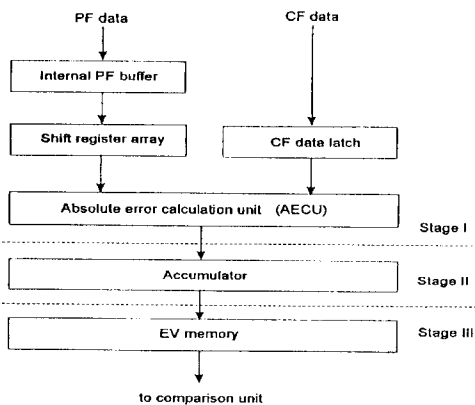 PF data
CF data
Internal PF buffer
Shift register array
CF data latch
Absolute error calculation unit (AECU)
Stage I
Accumulator
Stage II
EV memory
Stage III
to comparison unit